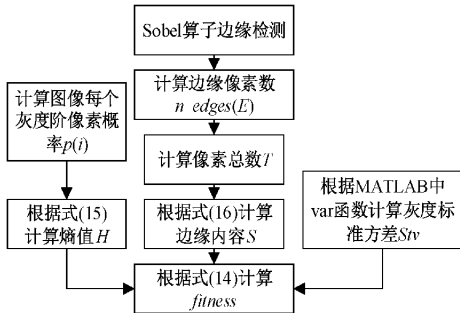 Sobel算子边缘检测
计算边缘像素数
n edges(E)
计算图像每个
灰度阶像素概
率p(i)
计算像素总数T
根据式(15)
计算熵值H
根据式(16)计算
边缘内容S
根据MATLAB中
var函数计算灰度标
准方差Stv
根据式(14)计算
fitness